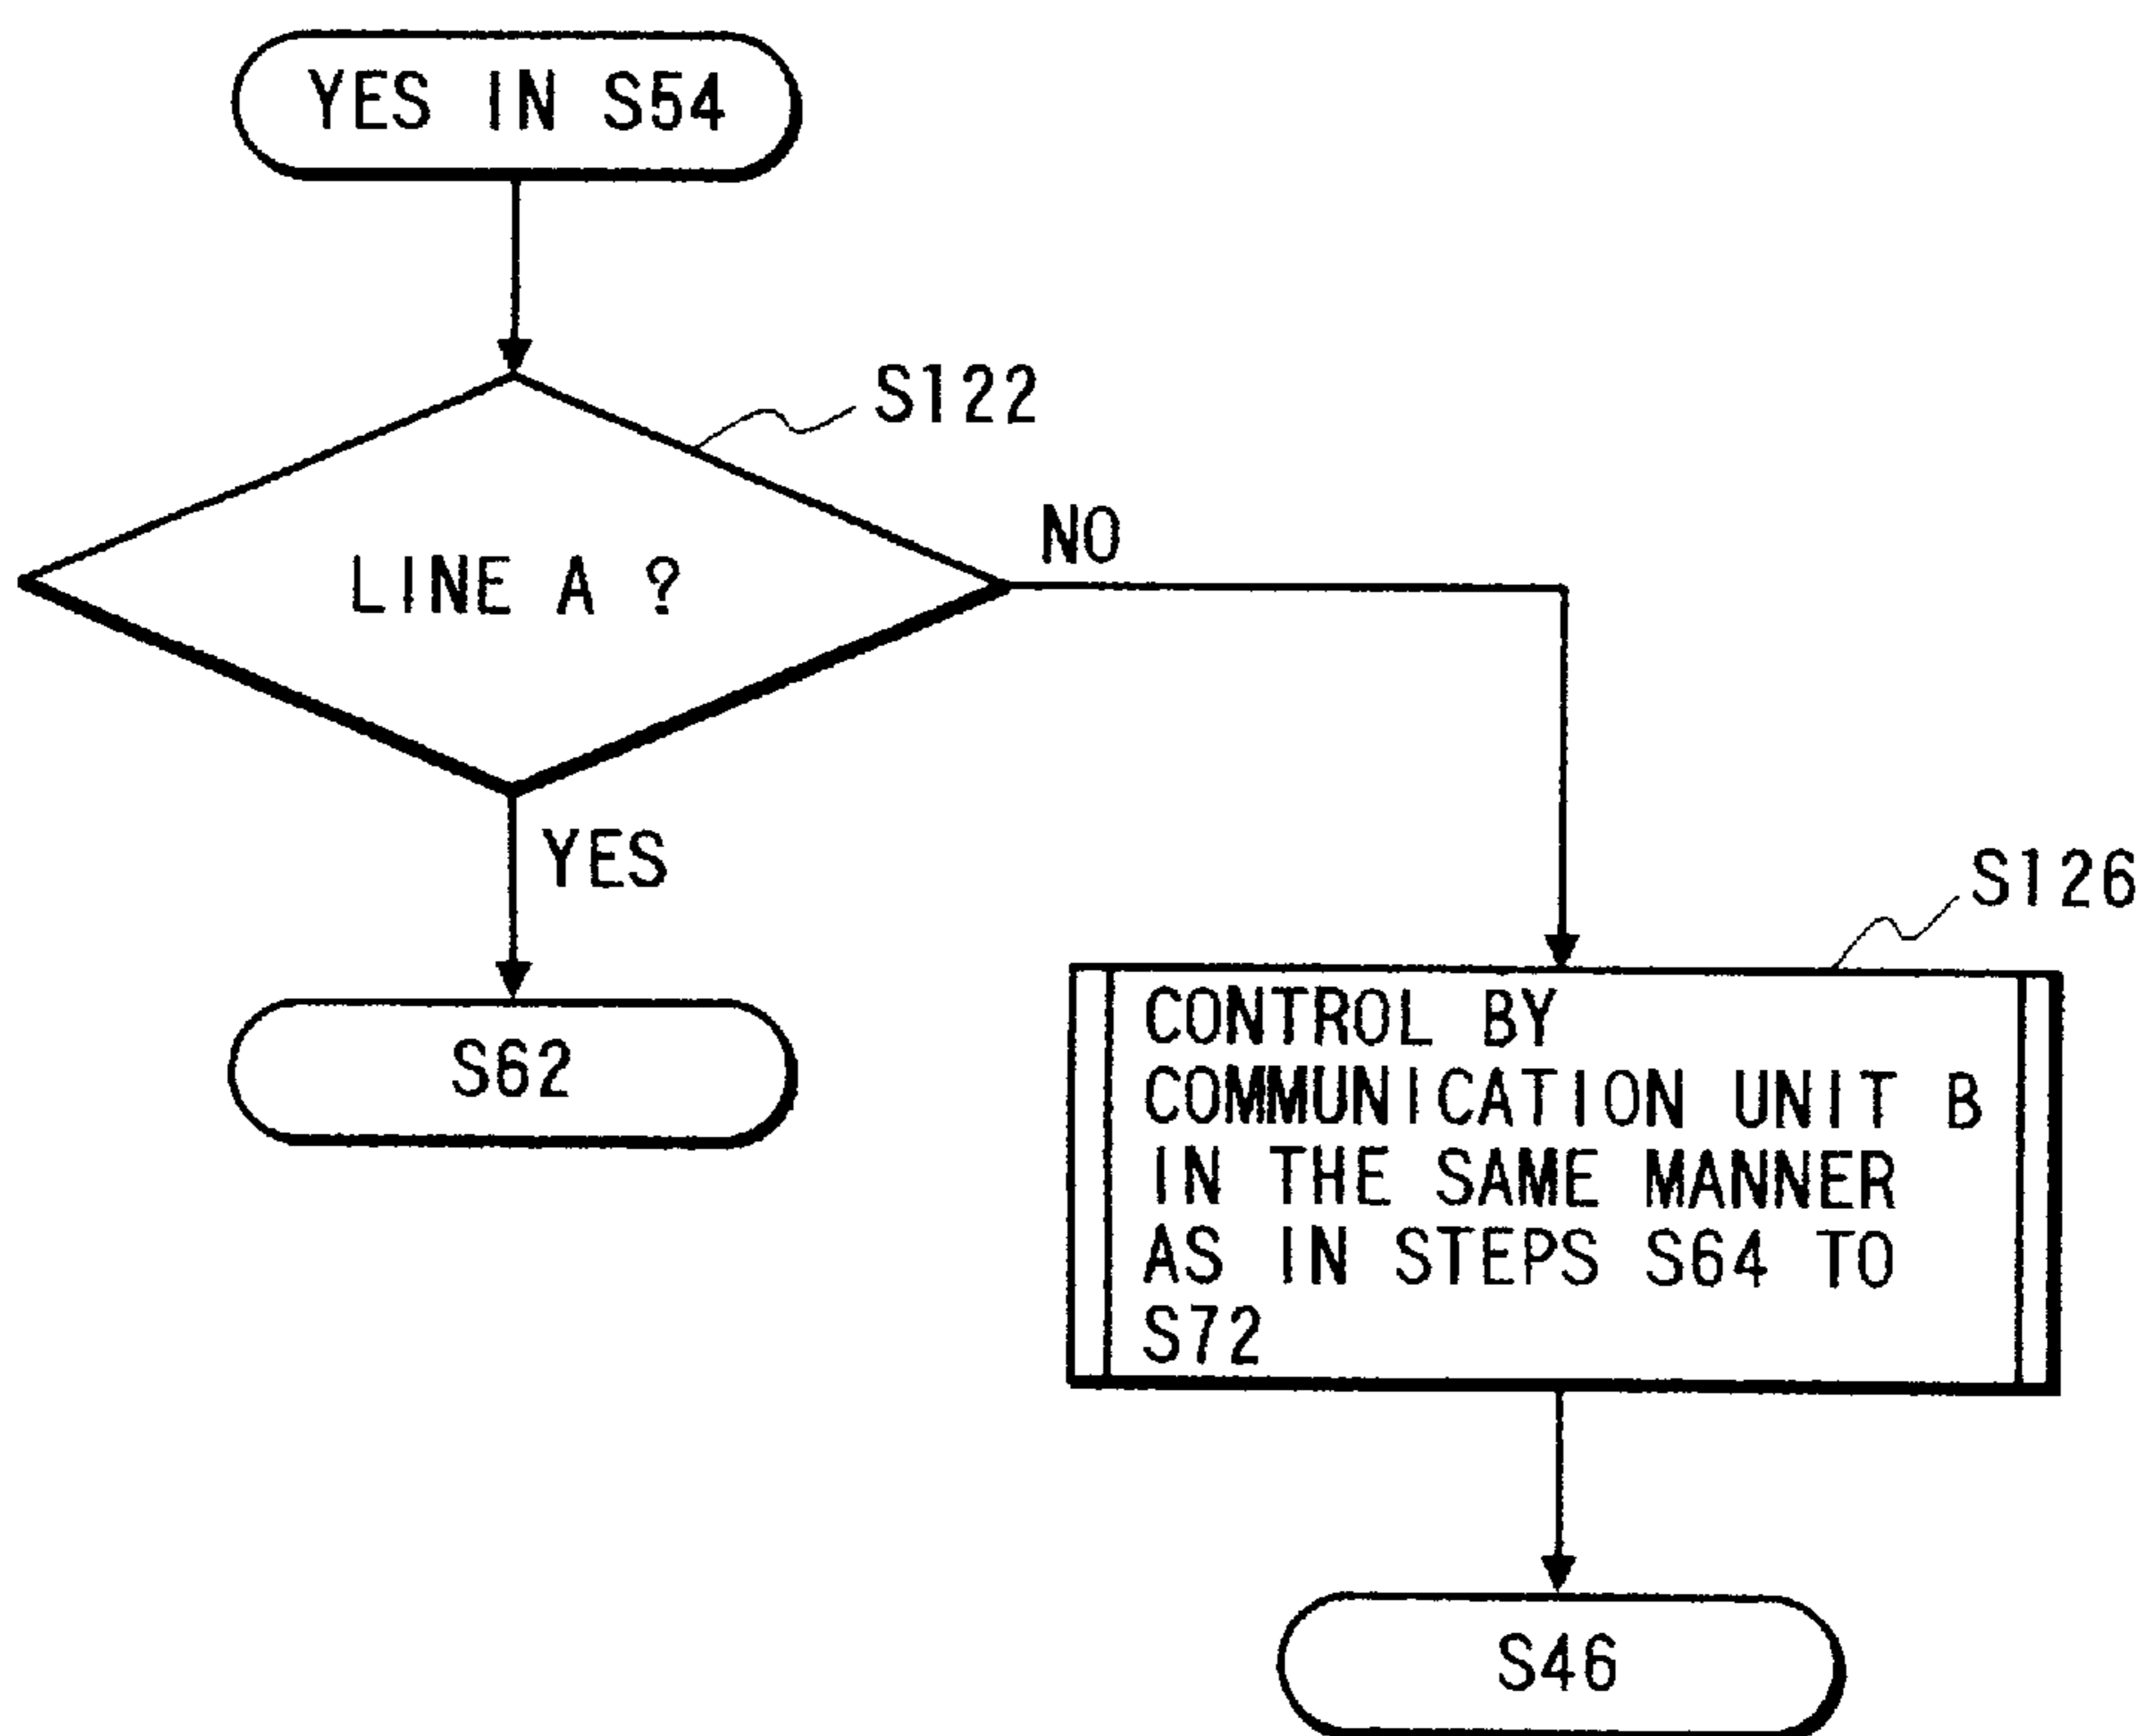 YES IN S54
S122
LINE A ?
NO
YES
S62
S126
CONTROL BY
COMMUNICATION UNIT B
IN THE SAME MANNER
AS IN STEPS S64 TO
S72
S46